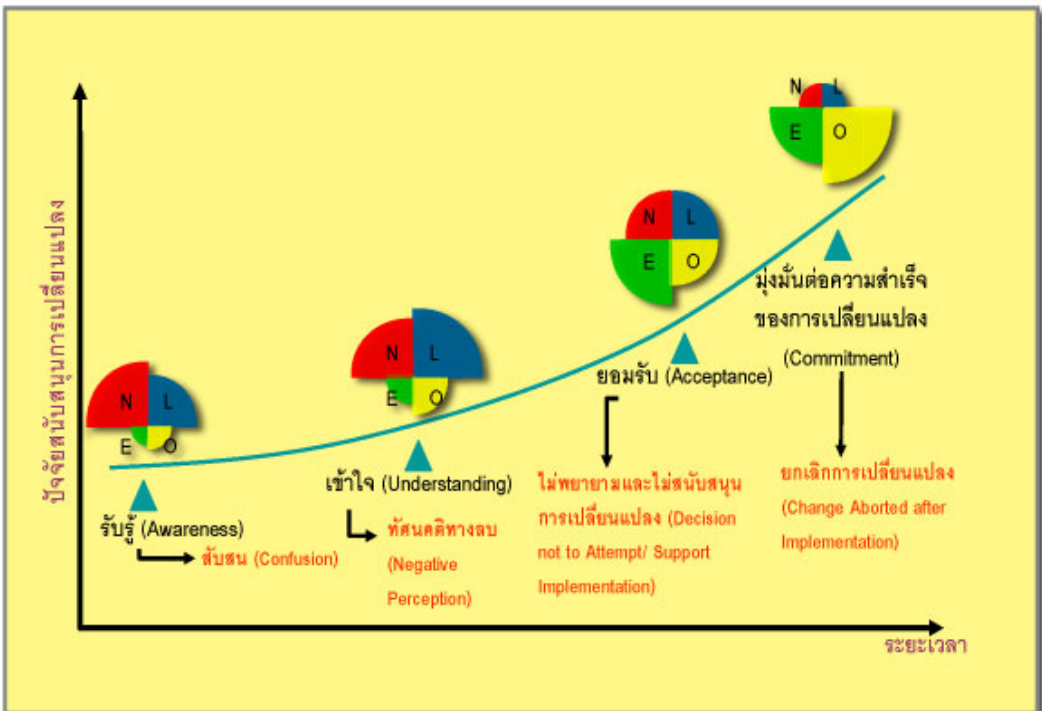 ปัจจัยสนับสนุนการเปลี่ยนแปลง
N L
E O
รับรู้ (Awareness)
สับสน (Confusion)
N L
E O
เข้าใจ (Understanding)
ทัศนคติทางลบ
(Negative
Perception)
N L
E O
ยอมรับ (Acceptance)
ไม่พยายามและไม่สนับสนุน
การเปลี่ยนแปลง (Decision
not to Attempt/ Support
Implementation)
N L
E O
มุ่งมั่นต่อความสำเร็จ
ของการเปลี่ยนแปลง
(Commitment)
ยกเลิกการเปลี่ยนแปลง
(Change Aborted after
Implementation)
ระยะเวลา